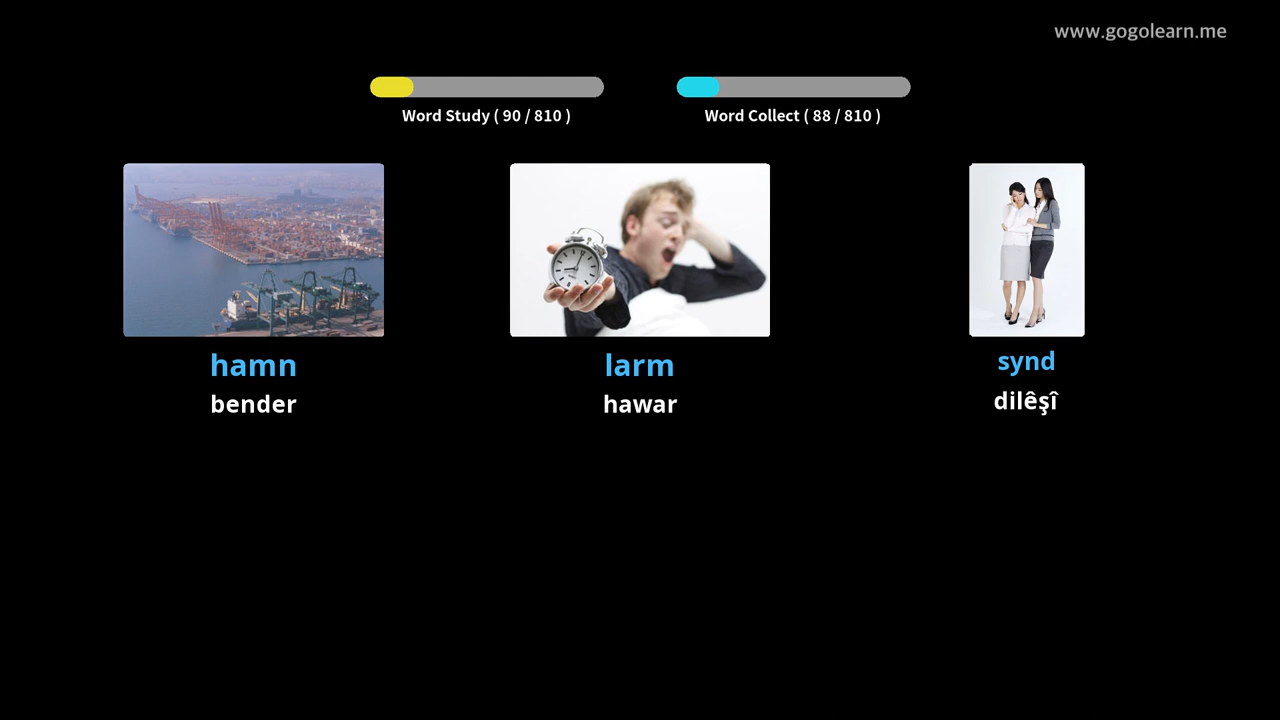 www.gogolearn.me
Word Study ( 90 / 810 )
Word Collect ( 88 / 810 )
hamn
bender
larm
hawar
synd
dilêşî